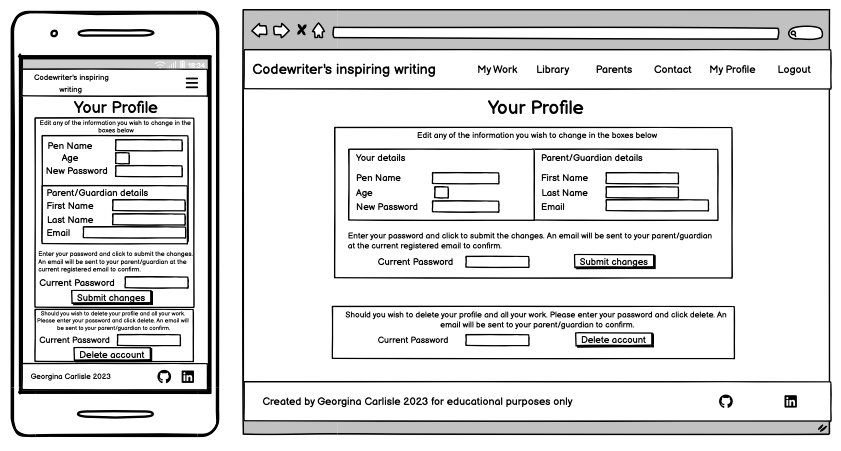 18:34
Codewriter's inspiring
writing
Your Profile
Edit any of the information you wish to change in the
boxes below
Pen Name
Age
New Password
Parent/Guardian details
First Name
Last Name
Email
Enter your password and click to submit the changes.
An email will be sent to your parent/guardian at the
current registered email to confirm.
Current Password
Submit changes
Should you wish to delete your profile and all your work.
Please enter your password and click delete. An email will
be sent to your parent/guardian to confirm.
Current Password
Delete account
Georgina Carlisle 2023
in
Codewriter's inspiring writing My Work Library Parents Contact My Profile Logout
Your Profile
Edit any of the information you wish to change in the boxes below
Your details
Pen Name
Age
New Password
Parent/Guardian details
First Name
Last Name
Email
Enter your password and click to submit the changes. An email will be sent to your parent/guardian
at the current registered email to confirm.
Current Password Submit changes
Should you wish to delete your profile and all your work. Please enter your password and click delete. An
email will be sent to your parent/guardian to confirm.
Current Password Delete account
Created by Georgina Carlisle 2023 for educational purposes only
in